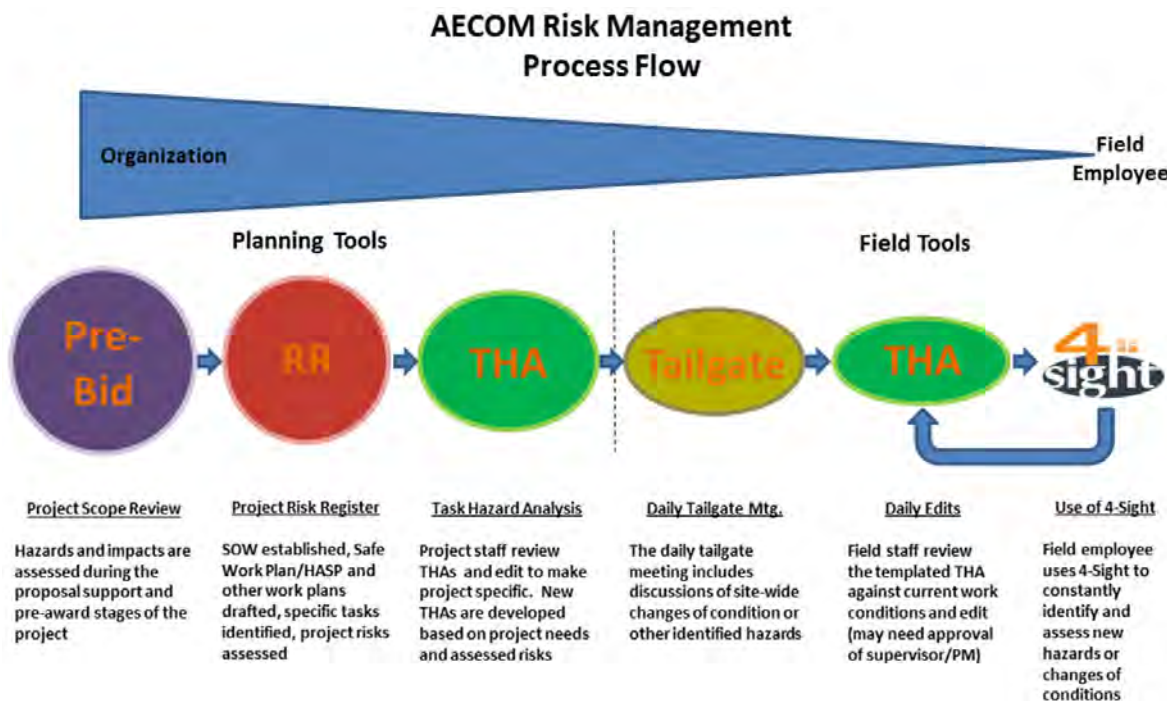 AECOM Risk Management
Process Flow
Organization
Field
Employee
Planning Tools
Field Tools
Pre-
Bid
RR
THA
Tailgate
THA
4
sight
Project Scope Review
Hazards and impacts are
assessed during the
proposal support and
pre-award stages of the
project
Project Risk Register
SOW established, Safe
Work Plan/HASP and
other work plans
drafted, specific tasks
identified, project risks
assessed
Task Hazard Analysis
Project staff review
THAs and edit to make
project specific. New
THAs are developed
based on project needs
and assessed risks
Daily Tailgate Mtg.
The daily tailgate
meeting includes
discussions of site-wide
changes of condition or
other identified hazards
Daily Edits
Field staff review
the templated THA
against current work
conditions and edit
(may need approval
of supervisor/PM)
Use of 4-Sight
Field employee
uses 4-Sight to
constantly
identify and
assess new
hazards or
changes of
conditions